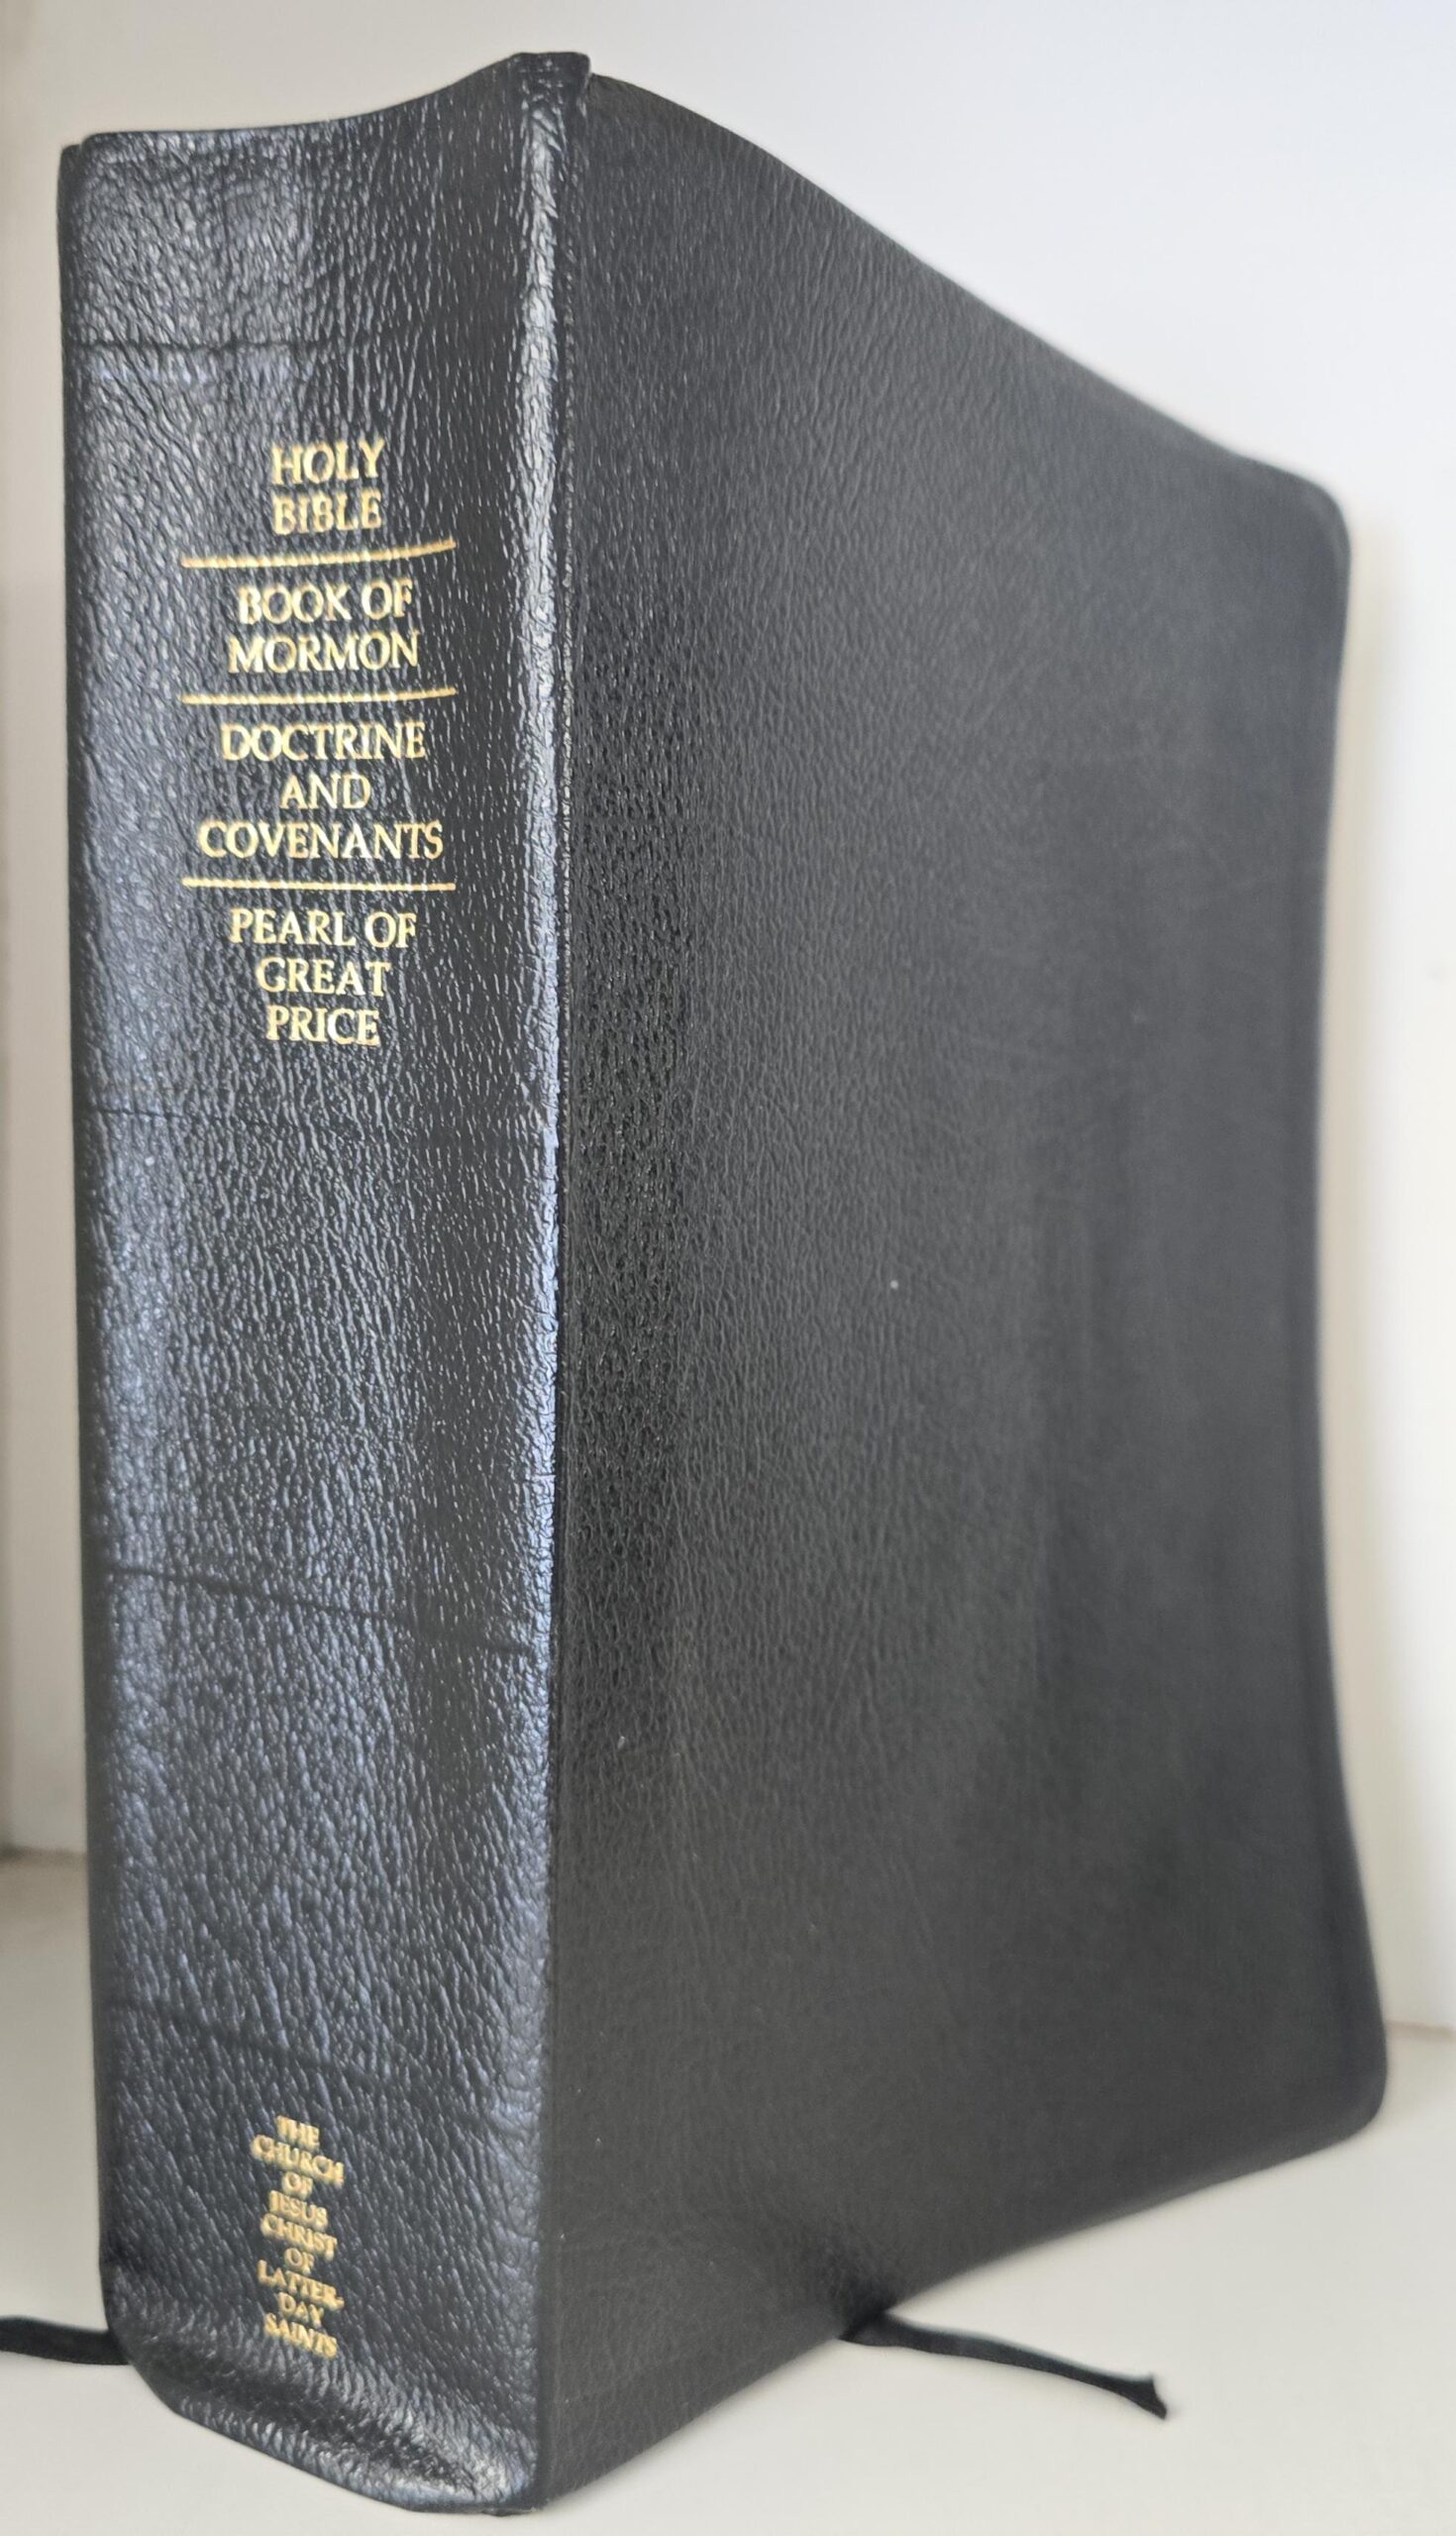 HOLY
BIBLE
BOOK OF
MORMON
DOCTRINE
AND
COVENANTS
PEARL OF
GREAT
PRICE
THE
CHURCH
OF
JESUS
CHRIST
OF
LATTER-
DAY
SAINTS